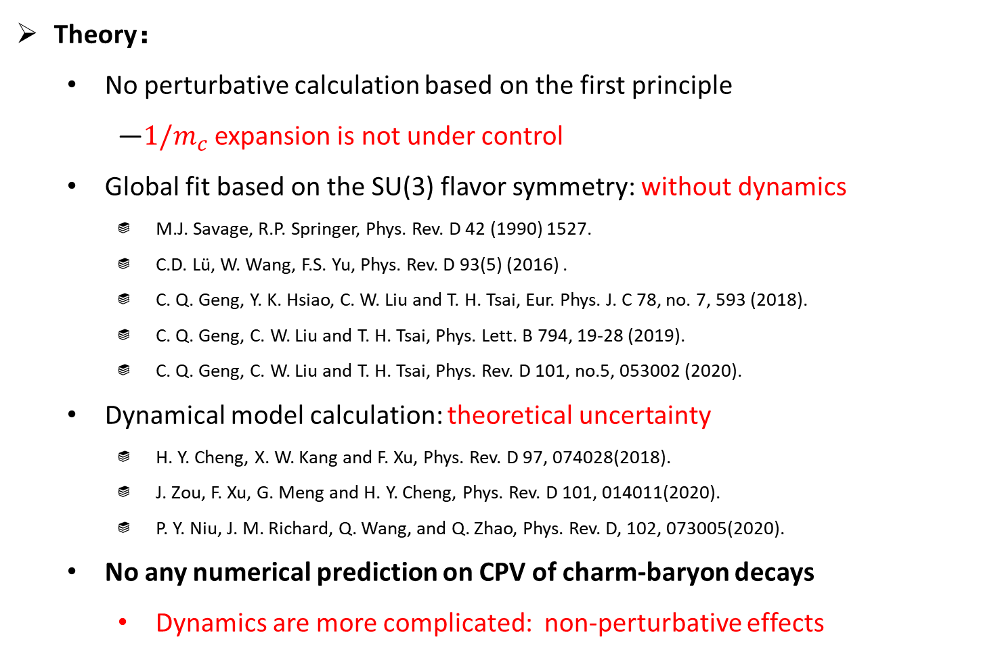 ➢ Theory：
• No perturbative calculation based on the first principle
—1/m_c expansion is not under control
• Global fit based on the SU(3) flavor symmetry: without dynamics
M.J. Savage, R.P. Springer, Phys. Rev. D 42 (1990) 1527.
C.D. Lü, W. Wang, F.S. Yu, Phys. Rev. D 93(5) (2016) .
C. Q. Geng, Y. K. Hsiao, C. W. Liu and T. H. Tsai, Eur. Phys. J. C 78, no. 7, 593 (2018).
C. Q. Geng, C. W. Liu and T. H. Tsai, Phys. Lett. B 794, 19-28 (2019).
C. Q. Geng, C. W. Liu and T. H. Tsai, Phys. Rev. D 101, no.5, 053002 (2020).
• Dynamical model calculation: theoretical uncertainty
H. Y. Cheng, X. W. Kang and F. Xu, Phys. Rev. D 97, 074028(2018).
J. Zou, F. Xu, G. Meng and H. Y. Cheng, Phys. Rev. D 101, 014011(2020).
P. Y. Niu, J. M. Richard, Q. Wang, and Q. Zhao, Phys. Rev. D, 102, 073005(2020).
• No any numerical prediction on CPV of charm-baryon decays
• Dynamics are more complicated: non-perturbative effects